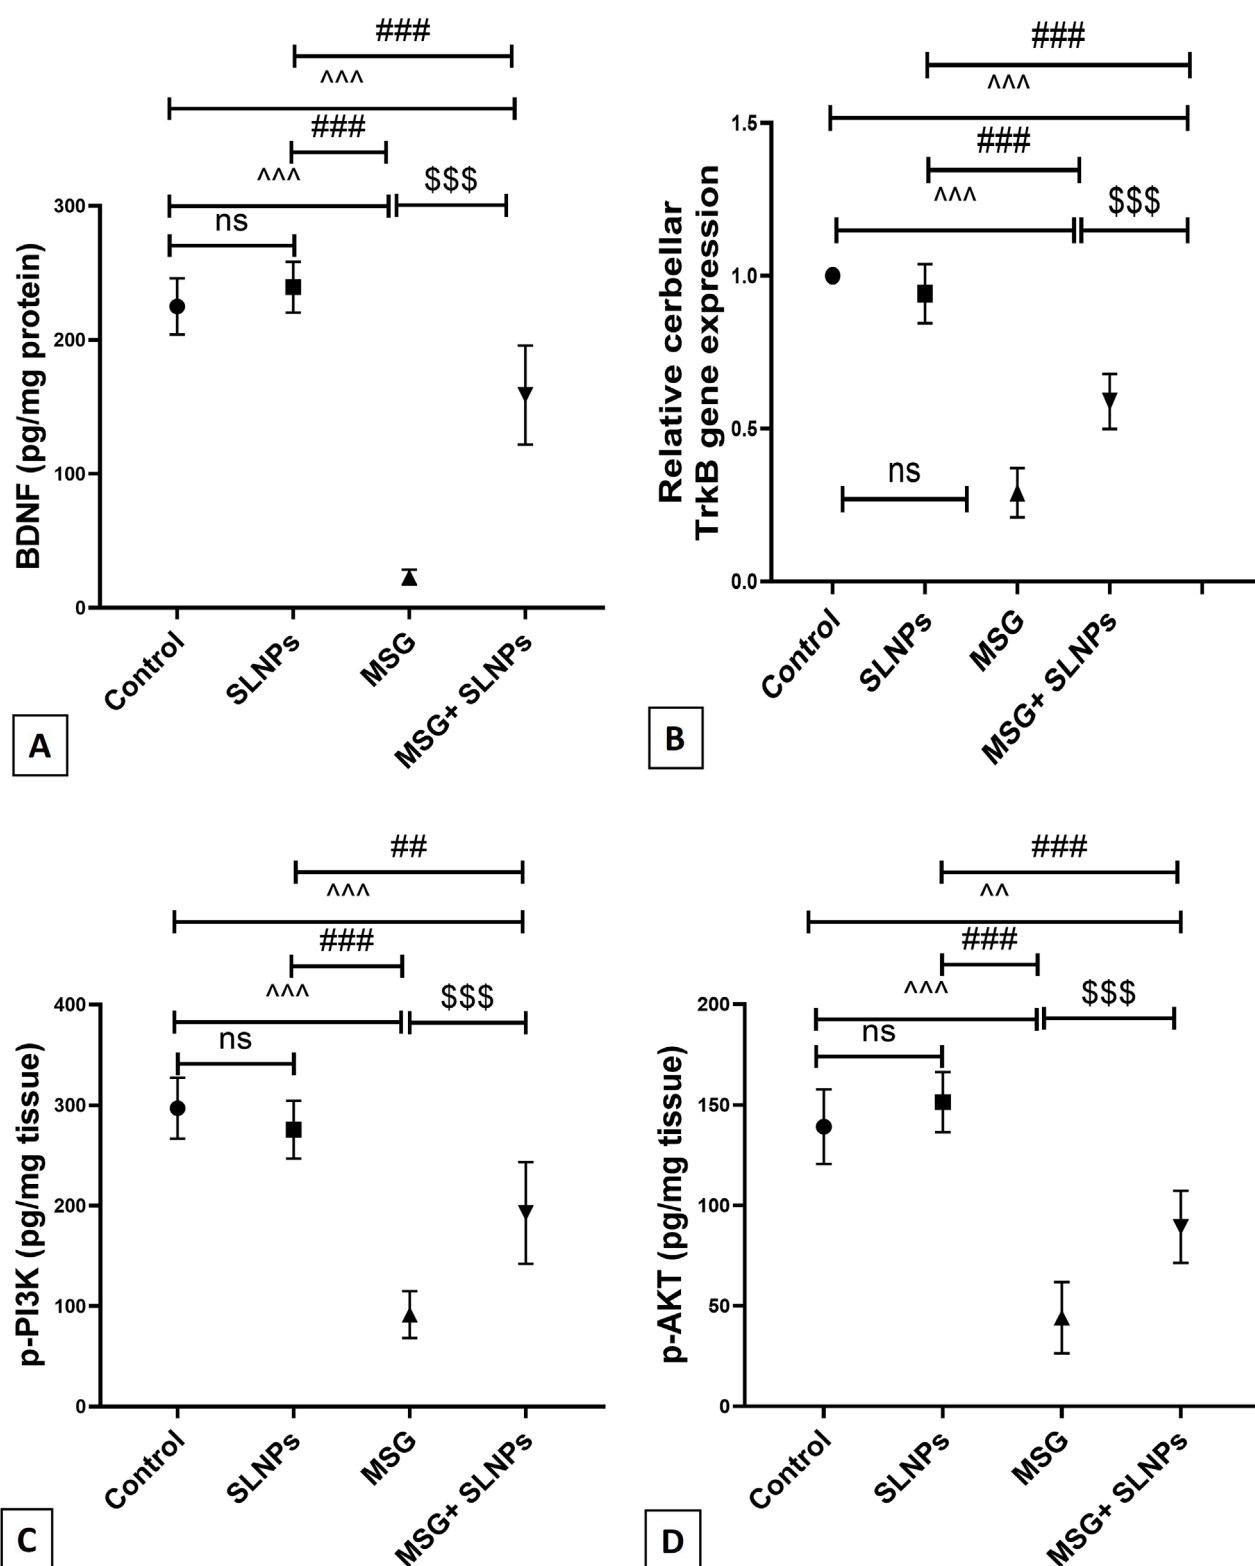 ###
^^^
###
^^^
$$$
ns
300
200
100
0
BDNF (pg/mg protein)
Control
SLNPs
MSG
MSG+ SLNPs
A
###
^^^
###
^^^
$$$
1.5
1.0
0.5
0.0
Relative cerbellar
TrkB gene expression
ns
Control
SLNPs
MSG
MSG+ SLNPs
B
##
^^^
###
^^^
$$$
ns
400
300
200
100
0
p-PI3K (pg/mg tissue)
Control
SLNPs
MSG
MSG+ SLNPs
C
###
^^
###
^^^
$$$
ns
200
150
100
50
0
p-AKT (pg/mg tissue)
Control
SLNPs
MSG
MSG+ SLNPs
D